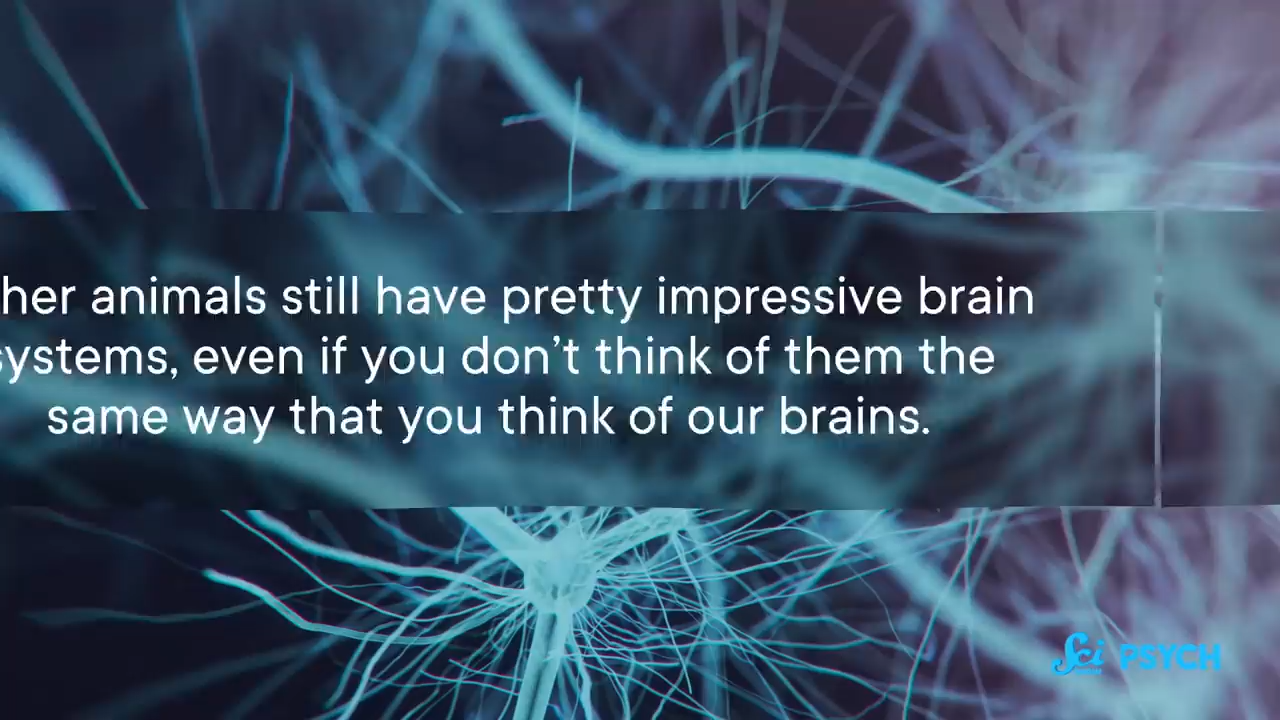 her animals still have pretty impressive brain
systems, even if you don't think of them the
same way that you think of our brains.
Sci PSYCH